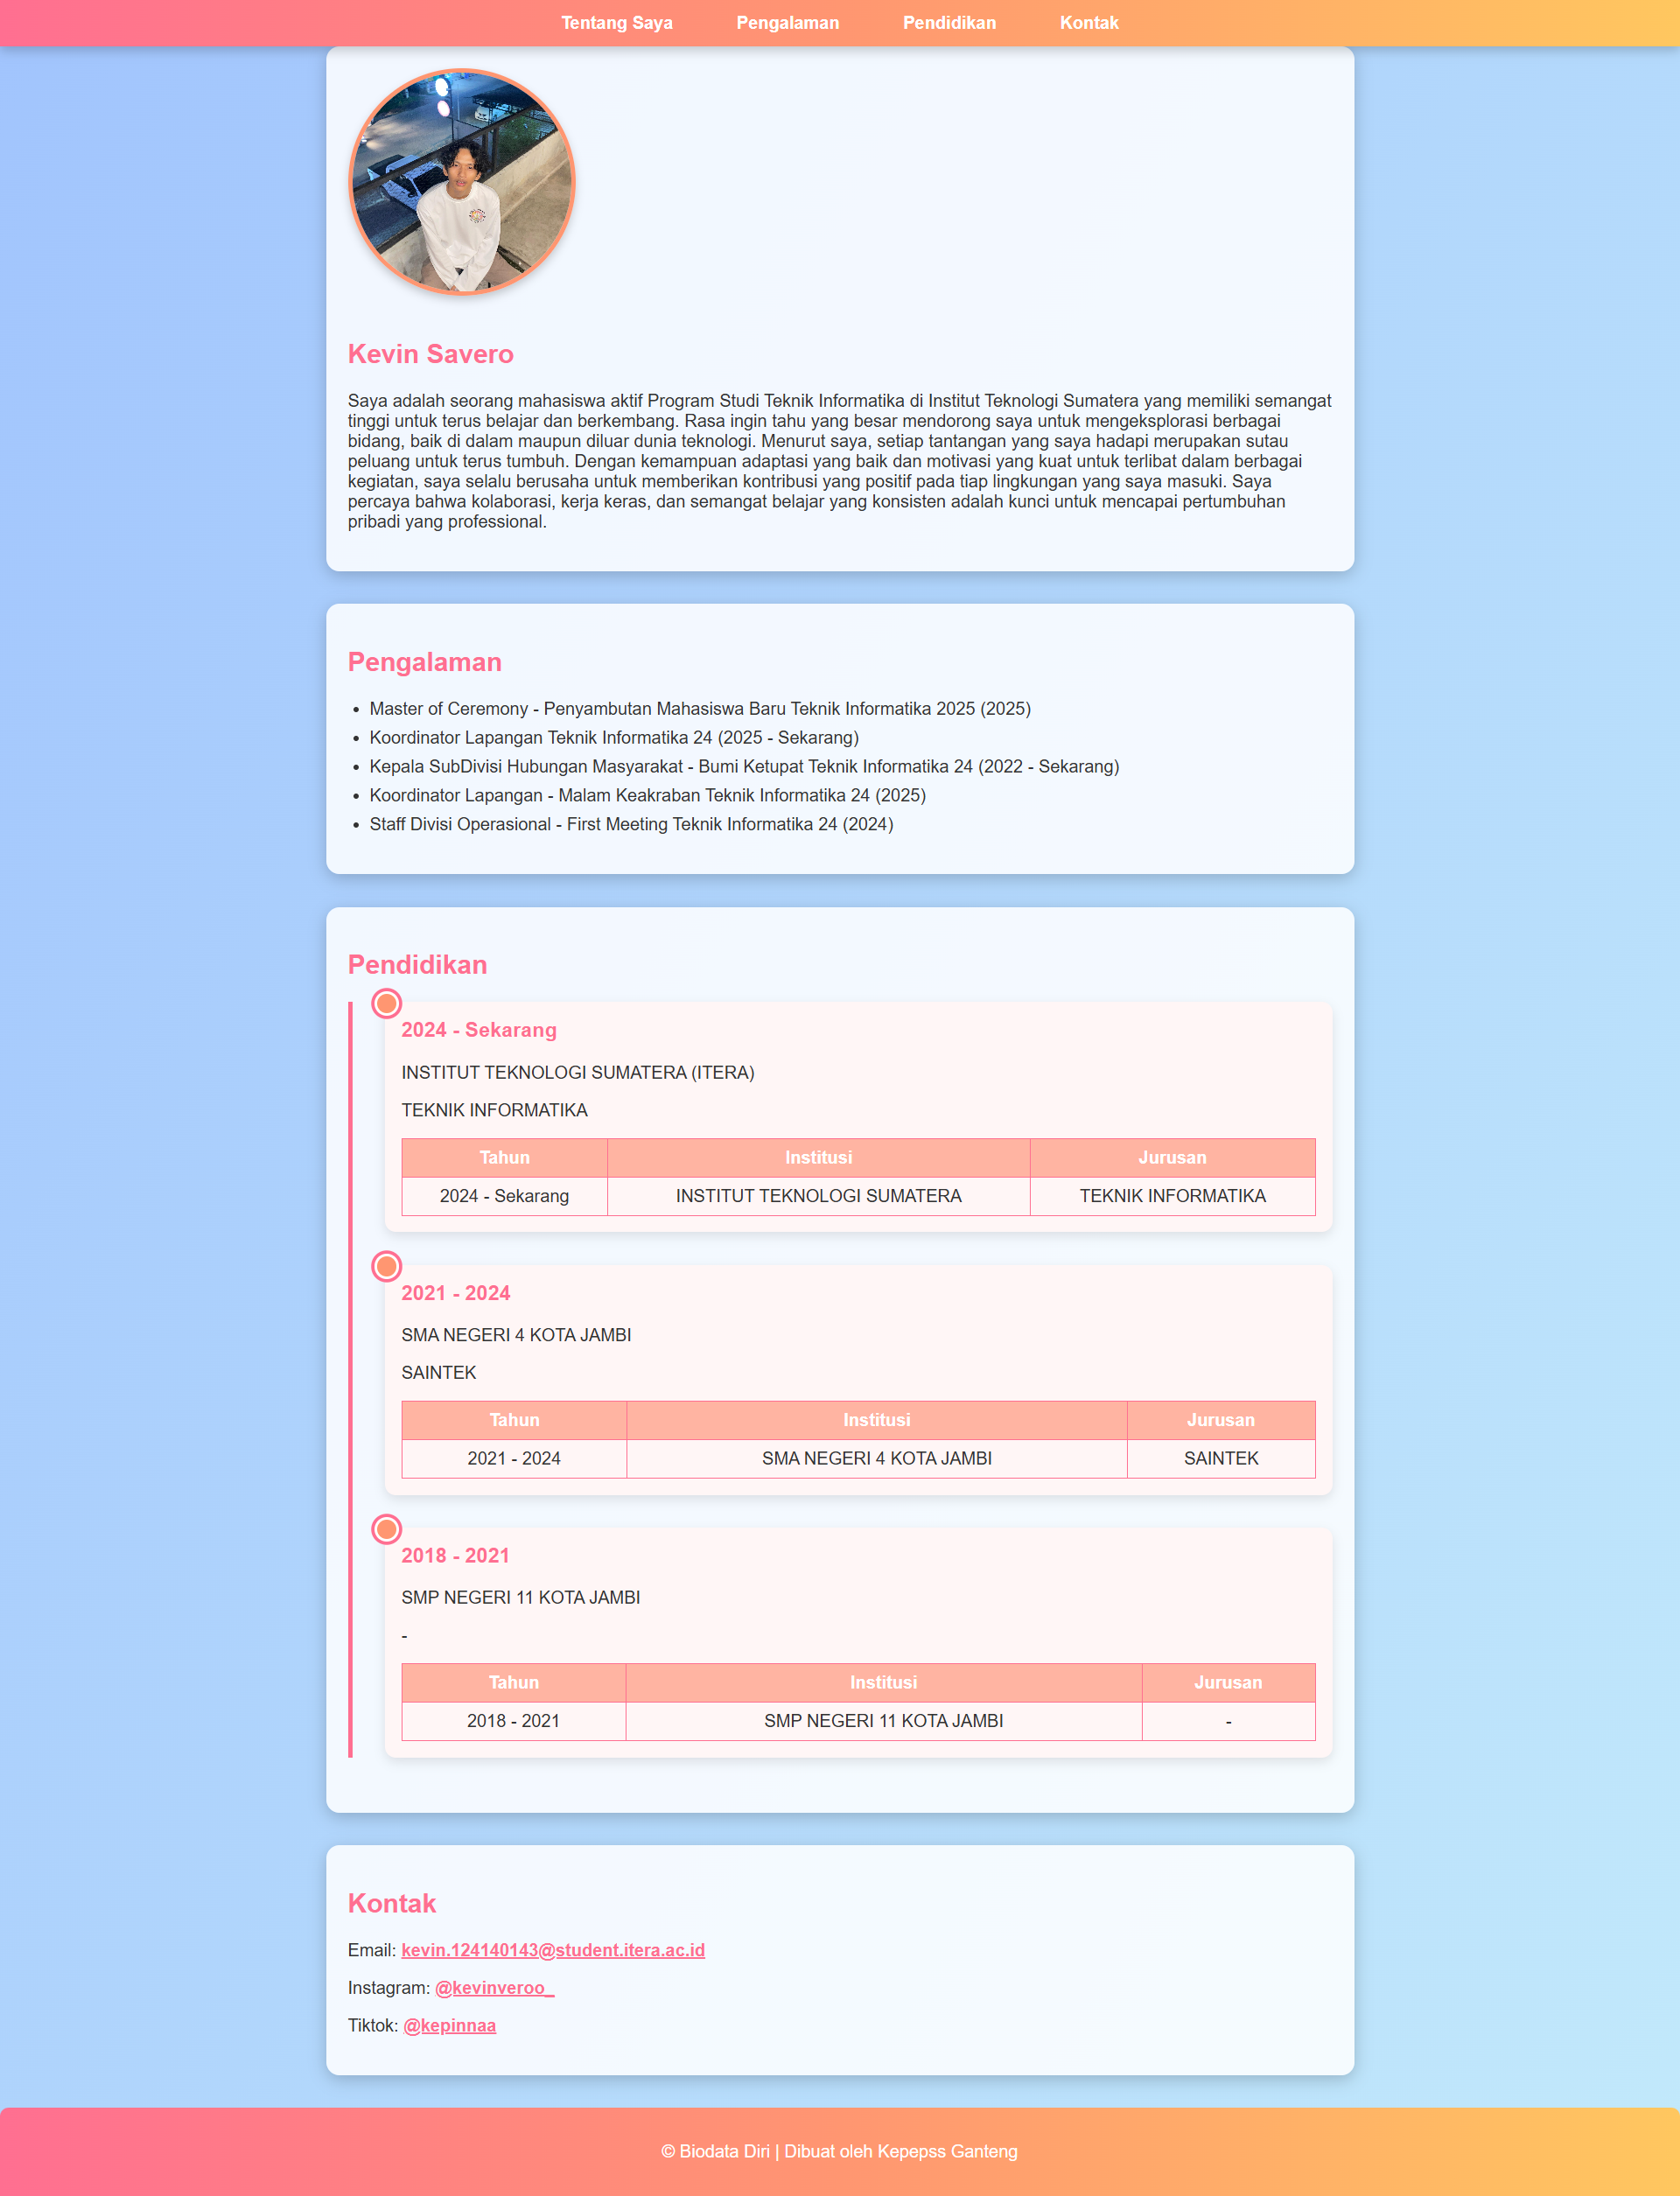 Tentang Saya Pengalaman Pendidikan Kontak
Kevin Savero
Saya adalah seorang mahasiswa aktif Program Studi Teknik Informatika di Institut Teknologi Sumatera yang memiliki semangat
tinggi untuk terus belajar dan berkembang. Rasa ingin tahu yang besar mendorong saya untuk mengeksplorasi berbagai
bidang, baik di dalam maupun diluar dunia teknologi. Menurut saya, setiap tantangan yang saya hadapi merupakan sutau
peluang untuk terus tumbuh. Dengan kemampuan adaptasi yang baik dan motivasi yang kuat untuk terlibat dalam berbagai
kegiatan, saya selalu berusaha untuk memberikan kontribusi yang positif pada tiap lingkungan yang saya masuki. Saya
percaya bahwa kolaborasi, kerja keras, dan semangat belajar yang konsisten adalah kunci untuk mencapai pertumbuhan
pribadi yang professional.
Pengalaman
• Master of Ceremony - Penyambutan Mahasiswa Baru Teknik Informatika 2025 (2025)
• Koordinator Lapangan Teknik Informatika 24 (2025 - Sekarang)
• Kepala SubDivisi Hubungan Masyarakat - Bumi Ketupat Teknik Informatika 24 (2022 - Sekarang)
• Koordinator Lapangan - Malam Keakraban Teknik Informatika 24 (2025)
• Staff Divisi Operasional - First Meeting Teknik Informatika 24 (2024)
Pendidikan
2024 - Sekarang
INSTITUT TEKNOLOGI SUMATERA (ITERA)
TEKNIK INFORMATIKA
Tahun Institusi Jurusan
2024 - Sekarang INSTITUT TEKNOLOGI SUMATERA TEKNIK INFORMATIKA
2021 - 2024
SMA NEGERI 4 KOTA JAMBI
SAINTEK
Tahun Institusi Jurusan
2021 - 2024 SMA NEGERI 4 KOTA JAMBI SAINTEK
2018 - 2021
SMP NEGERI 11 KOTA JAMBI
-
Tahun Institusi Jurusan
2018 - 2021 SMP NEGERI 11 KOTA JAMBI -
Kontak
Email: kevin.124140143@student.itera.ac.id
Instagram: @kevinveroo_
Tiktok: @kepinnaa
© Biodata Diri | Dibuat oleh Kepepss Ganteng